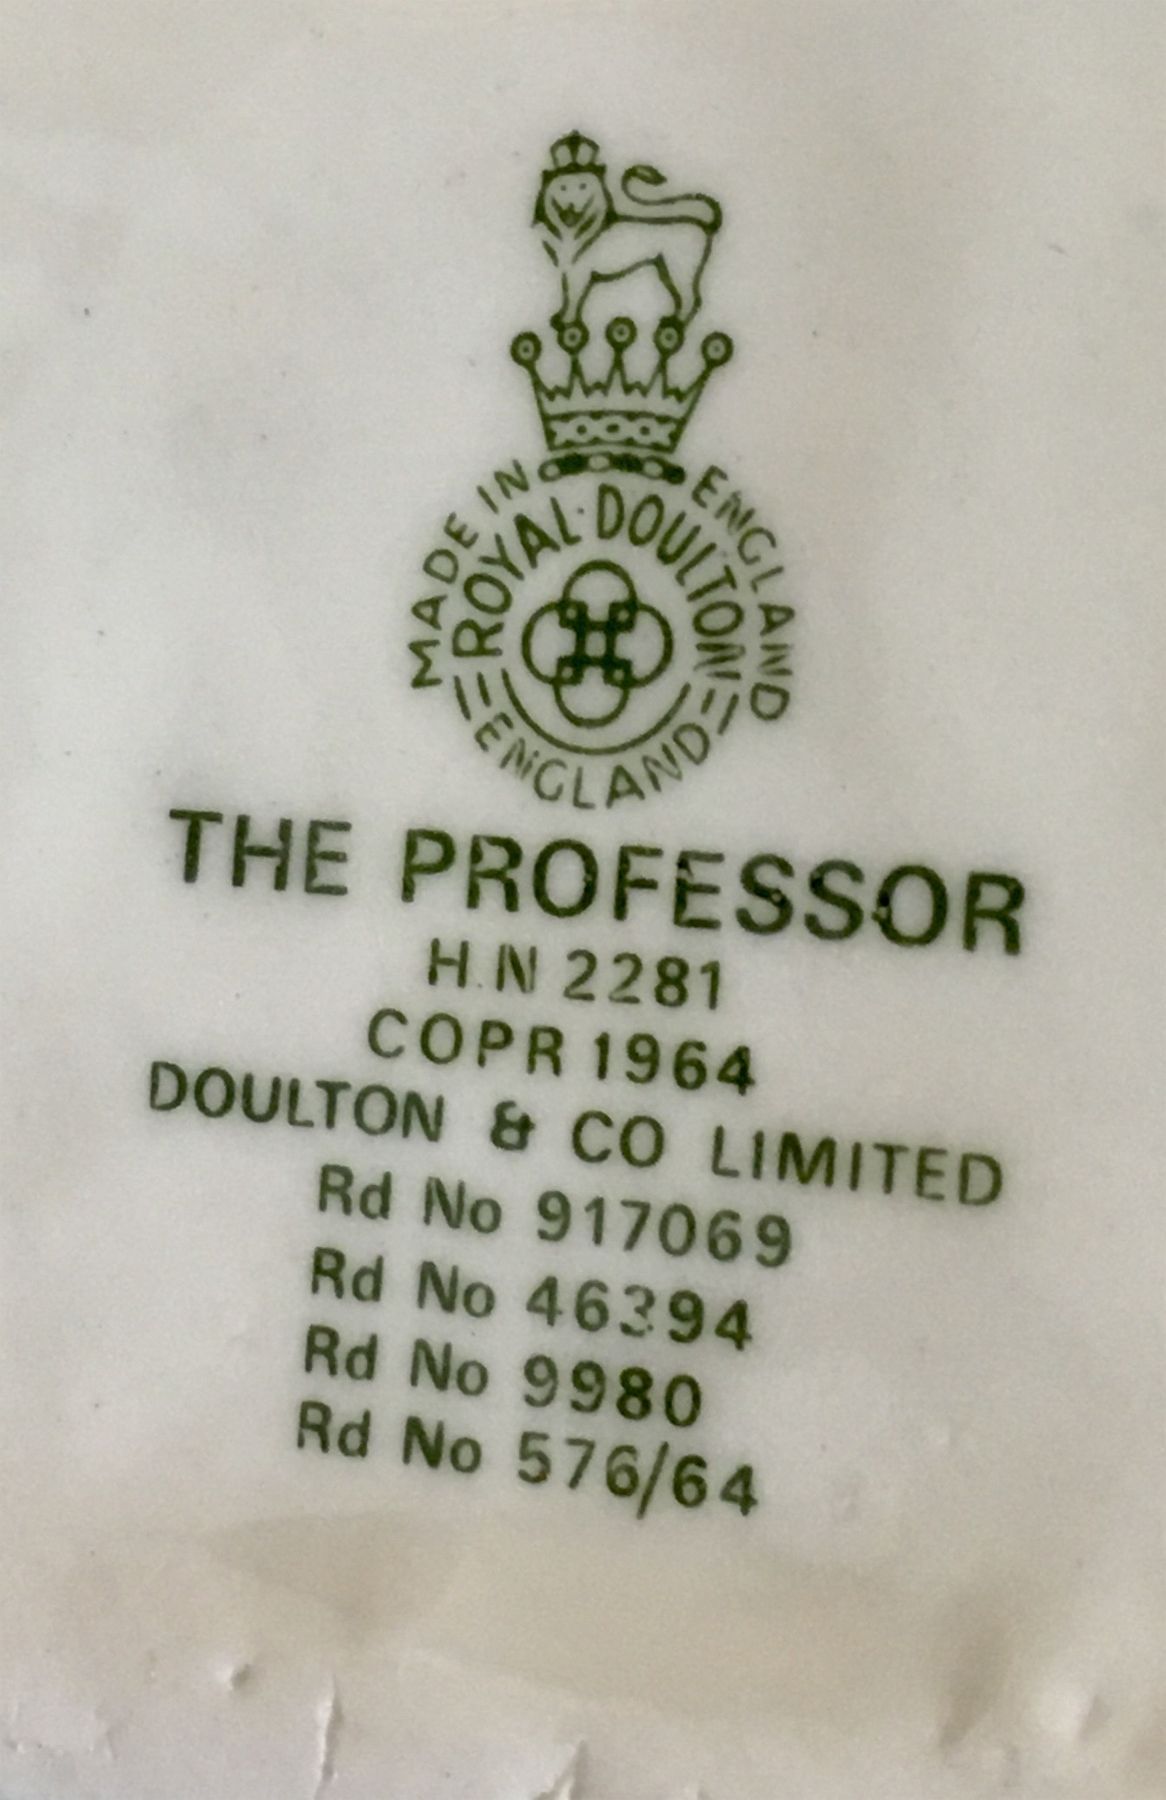 MADE IN ENGLAND
ROYAL · DOULTON
ENGLAND
THE PROFESSOR
H.N 2281
COPR 1964
DOULTON & CO LIMITED
Rd No 917069
Rd No 46394
Rd No 9980
Rd No 576/64